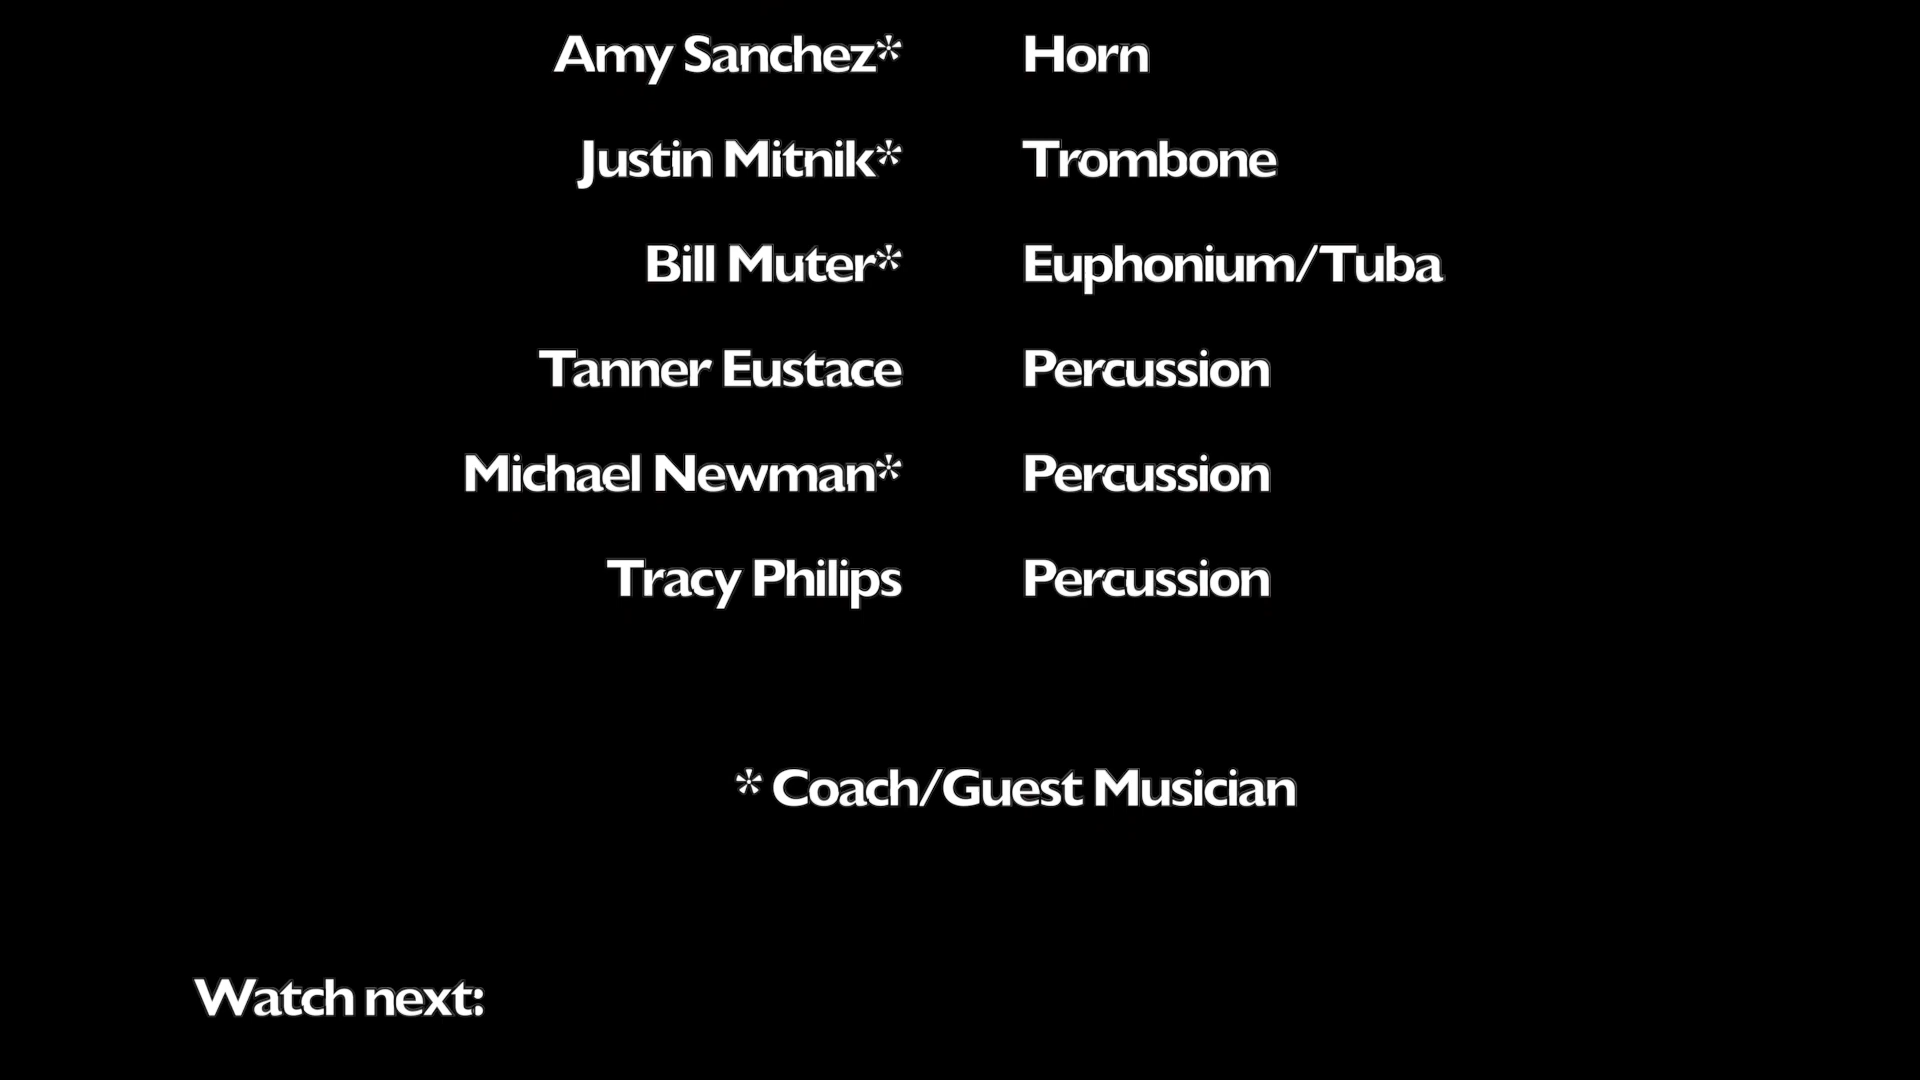 Amy Sanchez* Horn
Justin Mitnik* Trombone
Bill Muter* Euphonium/Tuba
Tanner Eustace Percussion
Michael Newman* Percussion
Tracy Philips Percussion
* Coach/Guest Musician
Watch next: